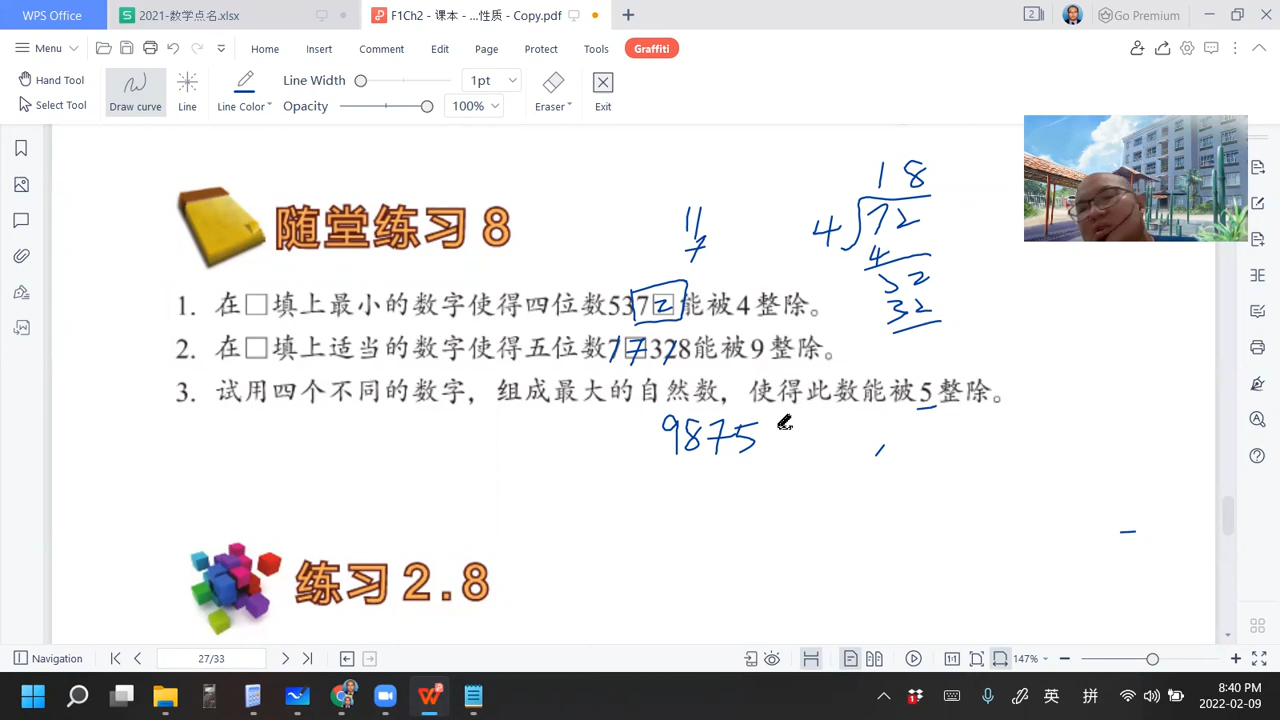 WPS Office
2021-数学点名.xlsx
F1Ch2 - 课本 - ...性质 - Copy.pdf
2
Go Premium
Menu
Home
Insert
Comment
Edit
Page
Protect
Tools
Graffiti
Hand Tool
Select Tool
Draw curve
Line
Line Color
Line Width
1pt
Opacity
100%
Eraser
Exit
随堂练习 8
11
7
18
4
72
4
32
32
1. 在□填上最小的数字使得四位数537 2 能被4整除。
2. 在□填上适当的数字使得五位数7 7 328能被9整除。
3. 试用四个不同的数字，组成最大的自然数，使得此数能被5整除。
9875
练习 2.8
Navigation
27/33
147%
英
拼
8:40 PM
2022-02-09